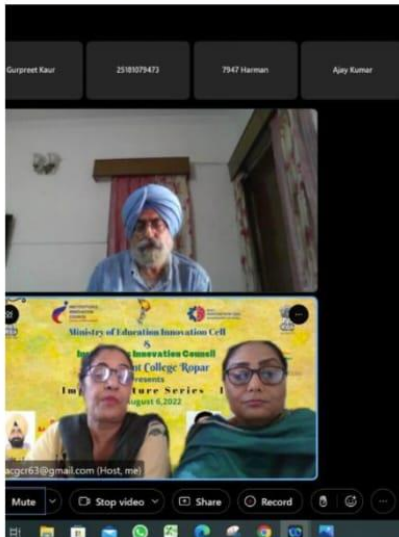 Gurpreet Kaur
25181079473
7947 Harman
Ajay Kumar
Ministry of Education Innovation Cell
&
Innovation Council
College Ropar
presents
Series
August 6,2022
acgcr63@gmail.com (Host, me)
Mute
Stop video
Share
Record